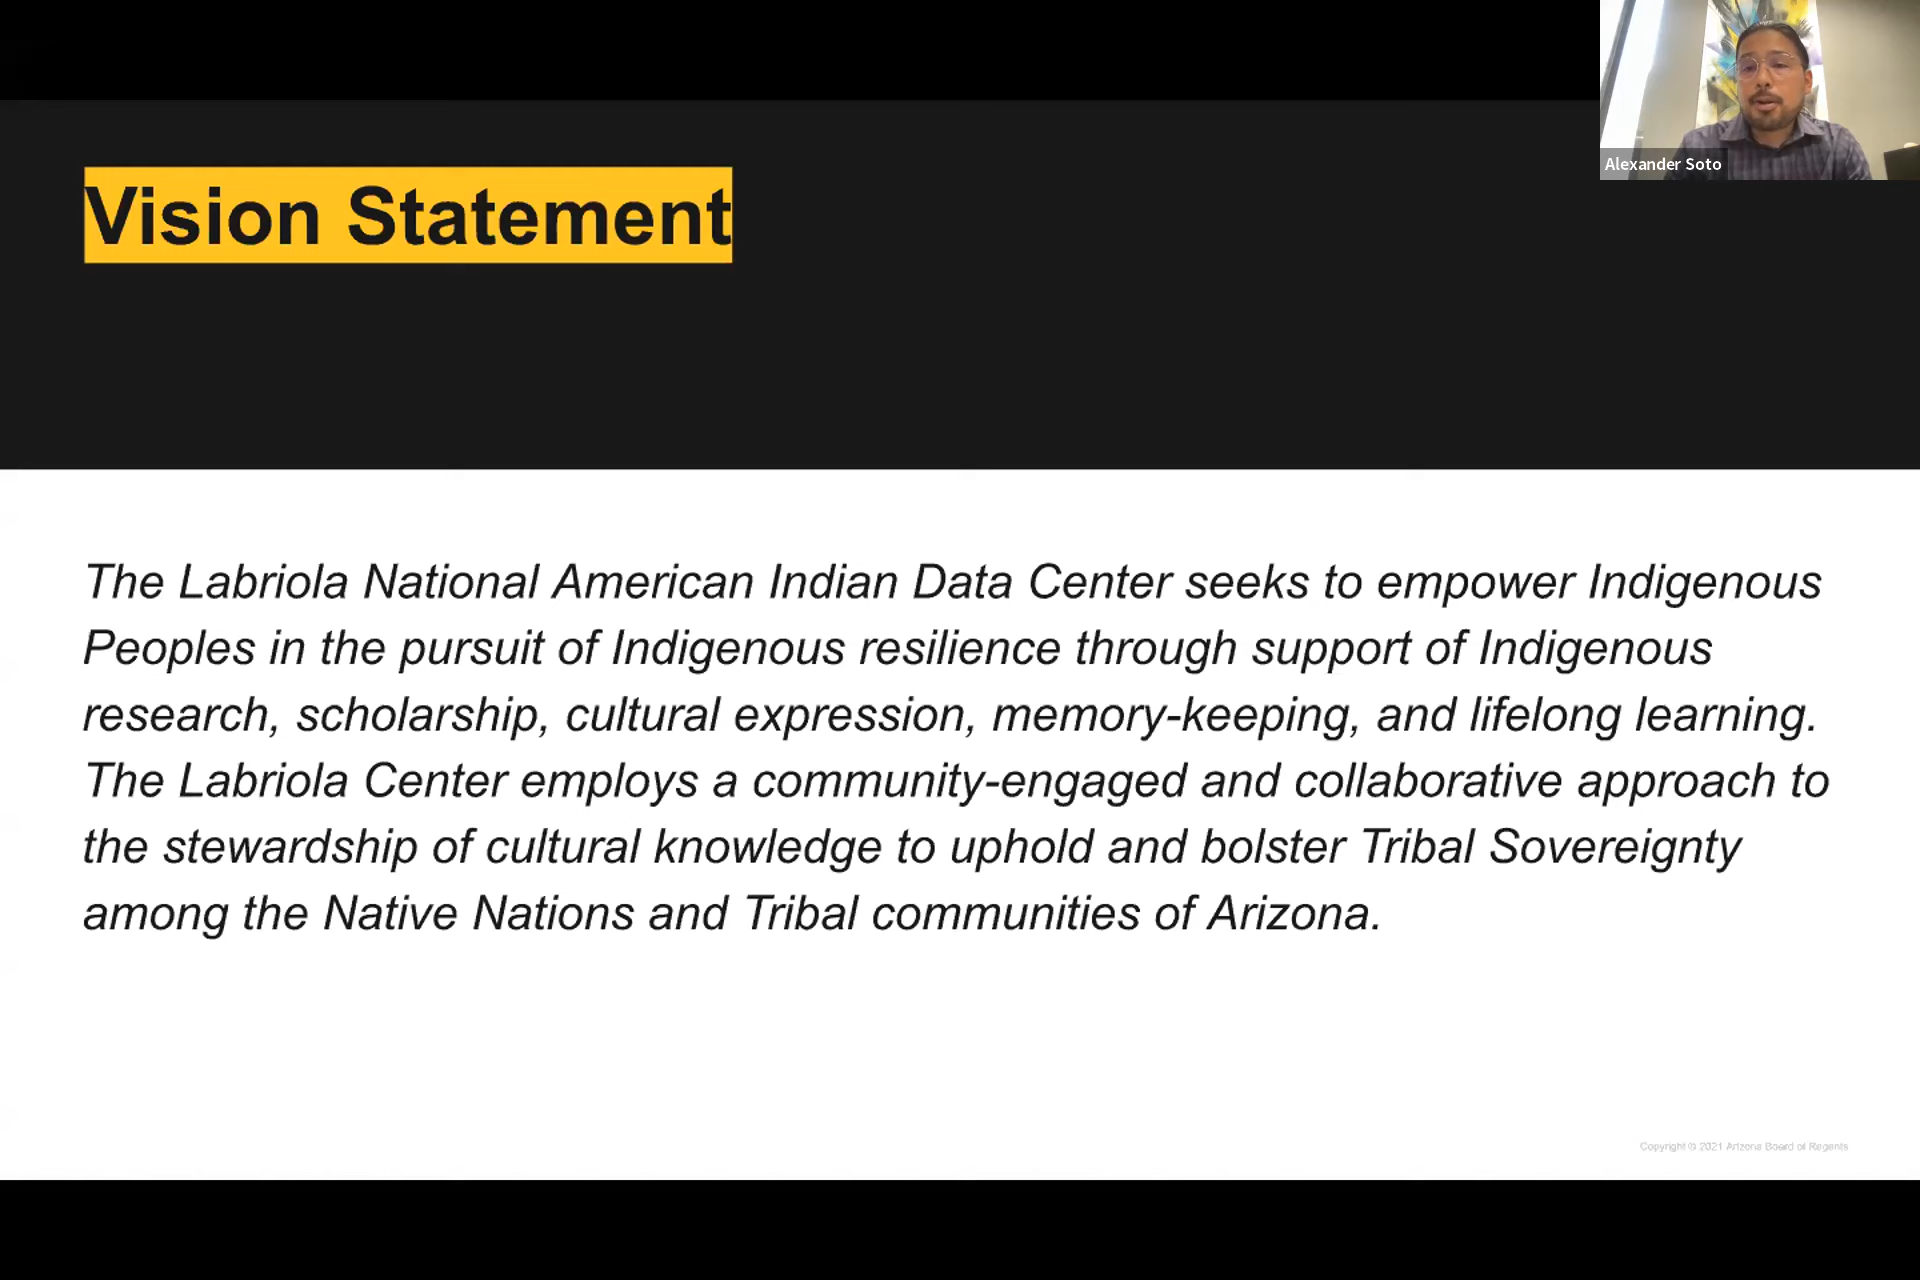 Alexander Soto
Vision Statement
The Labriola National American Indian Data Center seeks to empower Indigenous
Peoples in the pursuit of Indigenous resilience through support of Indigenous
research, scholarship, cultural expression, memory-keeping, and lifelong learning.
The Labriola Center employs a community-engaged and collaborative approach to
the stewardship of cultural knowledge to uphold and bolster Tribal Sovereignty
among the Native Nations and Tribal communities of Arizona.
Copyright © 2021 Arizona Board of Regents